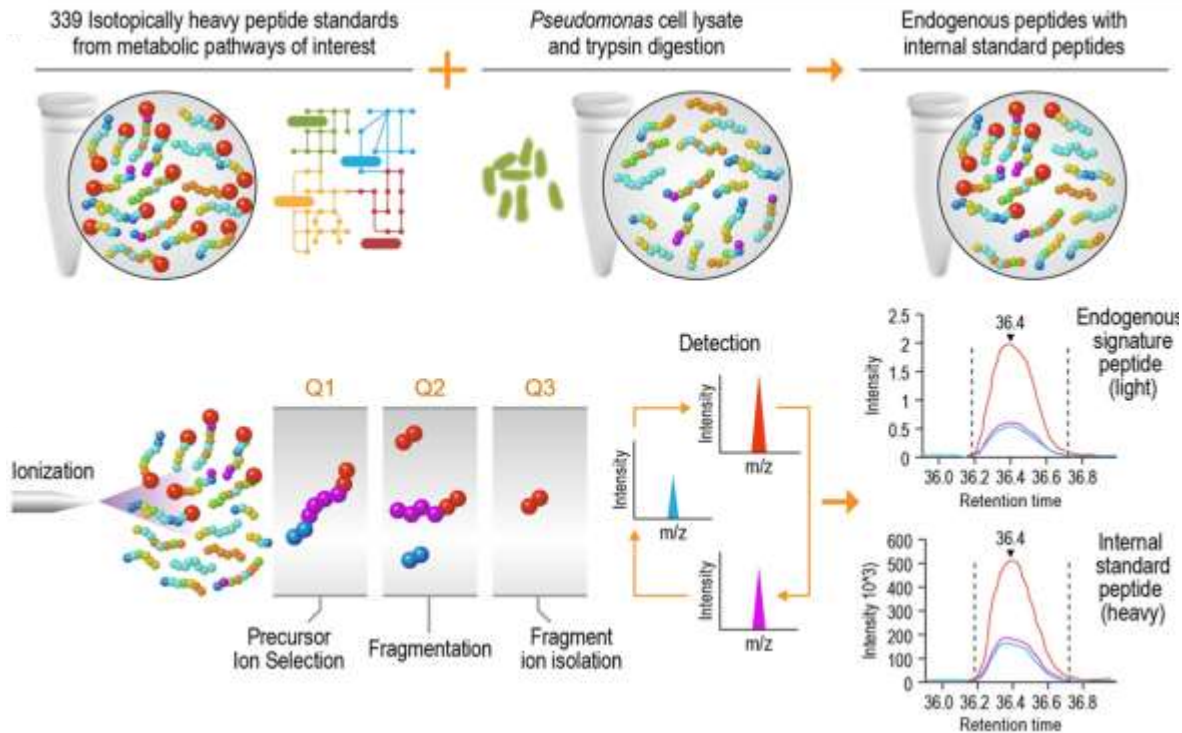 339 Isotopically heavy peptide standards
from metabolic pathways of interest
+
Pseudomonas cell lysate
and trypsin digestion
Endogenous peptides with
internal standard peptides
Ionization
Q1
Q2
Q3
Precursor
Ion Selection
Fragmentation
Fragment
ion isolation
Detection
Intensity
m/z
Intensity
m/z
Intensity
m/z
Endogenous
signature
peptide
(light)
36.4
Intensity
2.5
2
1.5
1
0.5
0
36.0 36.2 36.4 36.6 36.8
Retention time
Internal
standard
peptide
(heavy)
36.4
Intensity 10^3)
600
500
400
300
200
100
0
36.0 36.2 36.4 36.6 36.8
Retention time